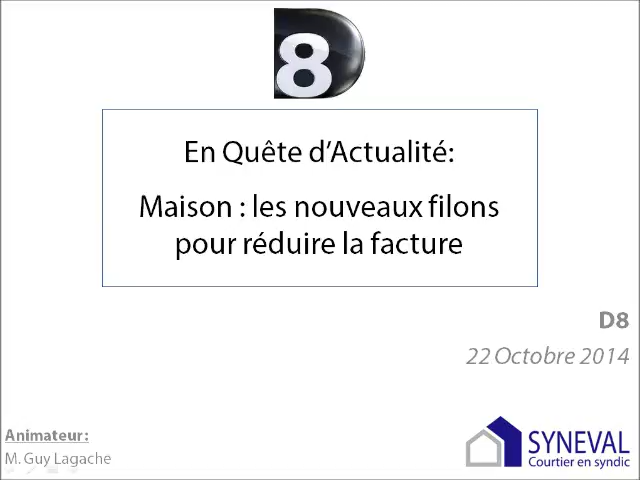 8
En Quête d'Actualité:
Maison : les nouveaux filons
pour réduire la facture
D8
22 Octobre 2014
Animateur:
M. Guy Lagache
SYNEVAL
Courtier en syndic